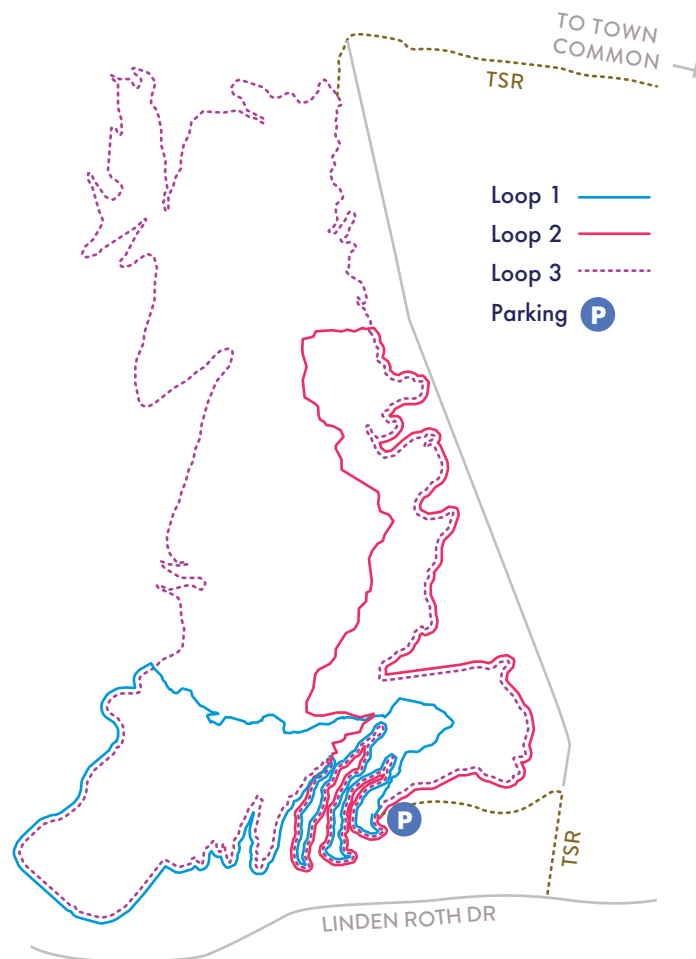 TO TOWN
COMMON
TSR
Loop 1
Loop 2
Loop 3
Parking P
P
TSR
LINDEN ROTH DR